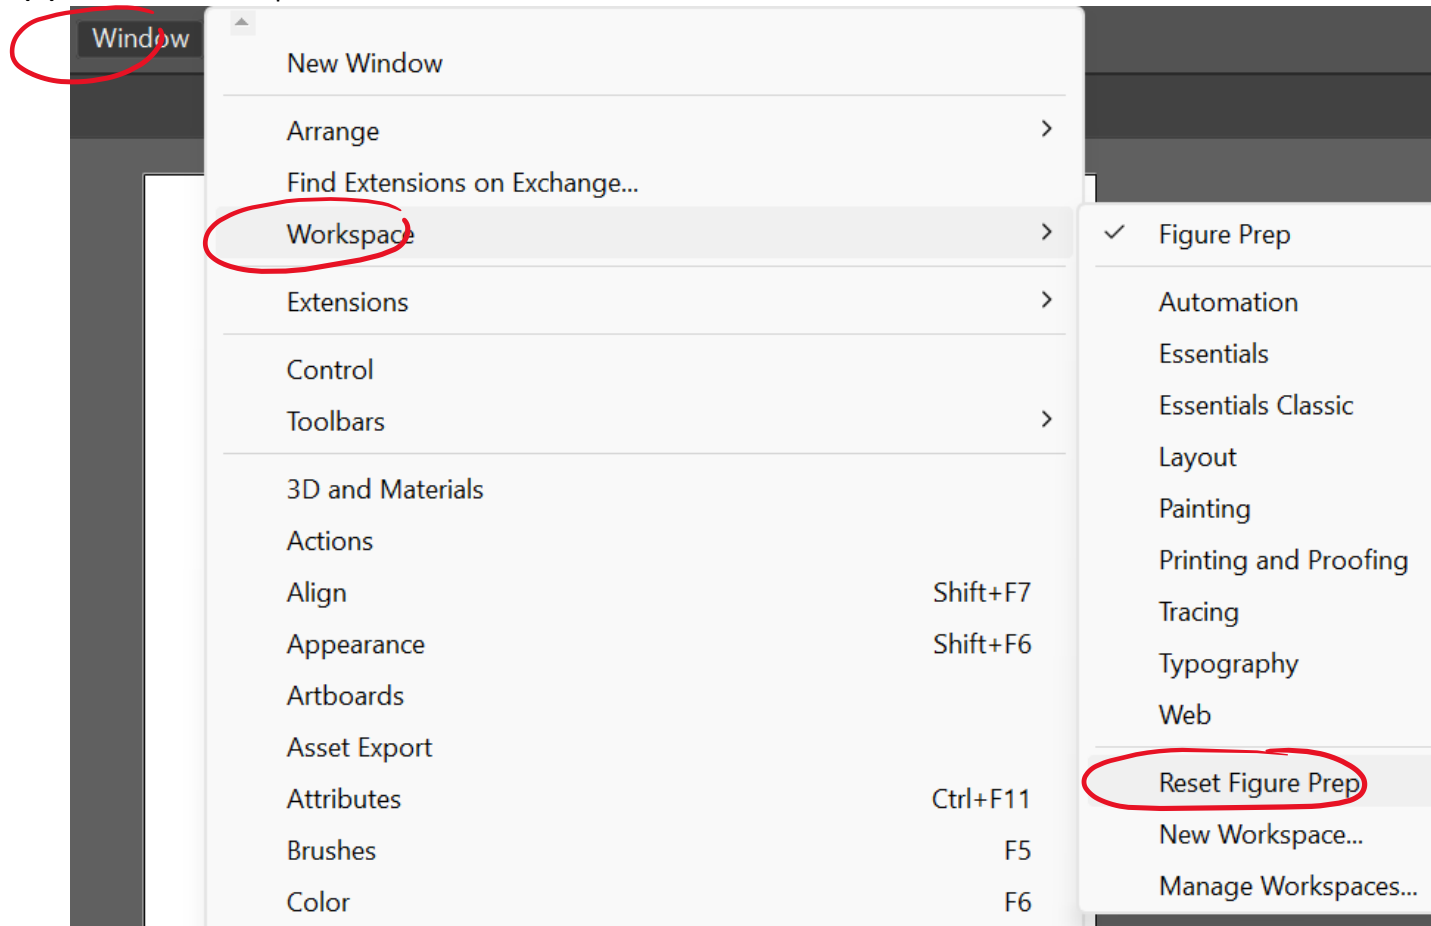 Window
New Window
Arrange
Find Extensions on Exchange...
Workspace
Extensions
Control
Toolbars
3D and Materials
Actions
Align Shift+F7
Appearance Shift+F6
Artboards
Asset Export
Attributes Ctrl+F11
Brushes F5
Color F6
Figure Prep
Automation
Essentials
Essentials Classic
Layout
Painting
Printing and Proofing
Tracing
Typography
Web
Reset Figure Prep
New Workspace...
Manage Workspaces...